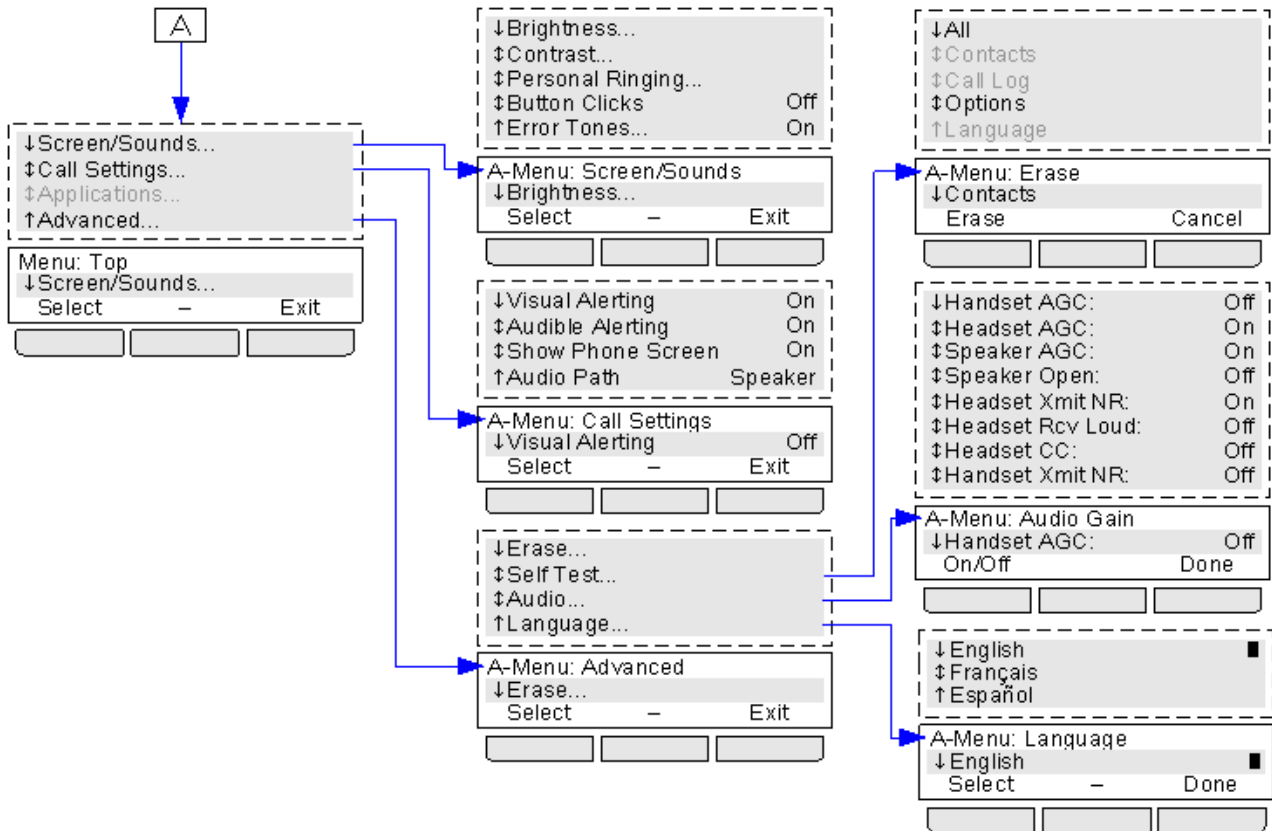 A
↓Screen/Sounds...
↕Call Settings...
↕Applications...
↑Advanced...
Menu: Top
↓Screen/Sounds...
Select – Exit
↓Brightness...
↕Contrast...
↕Personal Ringing...
↕Button Clicks Off
↑Error Tones... On
A-Menu: Screen/Sounds
↓Brightness...
Select – Exit
↓Visual Alerting On
↕Audible Alerting On
↕Show Phone Screen On
↑Audio Path Speaker
A-Menu: Call Settings
↓Visual Alerting Off
Select – Exit
↓Erase...
↕Self Test...
↕Audio...
↑Language...
A-Menu: Advanced
↓Erase...
Select – Exit
↓All
↕Contacts
↕Call Log
↕Options
↑Language
A-Menu: Erase
↓Contacts
Erase Cancel
↓Handset AGC: Off
↕Headset AGC: On
↕Speaker AGC: On
↕Speaker Open: Off
↕Headset Xmit NR: On
↕Headset Rcv Loud: Off
↕Headset CC: Off
↕Handset Xmit NR: Off
A-Menu: Audio Gain
↓Handset AGC: Off
On/Off Done
↓English
↕Français
↑Español
A-Menu: Language
↓English
Select – Done